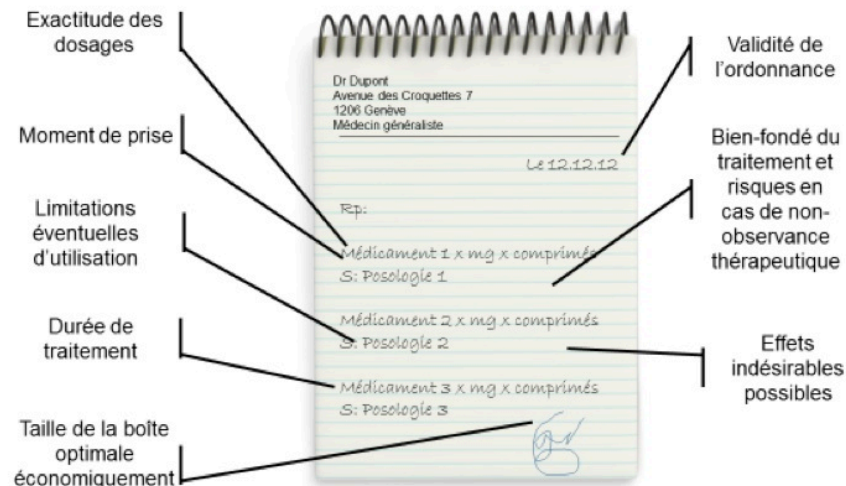 Exactitude des
dosages
Moment de prise
Limitations
éventuelles
d'utilisation
Durée de
traitement
Taille de la boîte
optimale
économiquement
Dr Dupont
Avenue des Croquettes 7
1206 Genève
Médecin généraliste
Le 12.12.12
Rp:
Médicament 1 x mg x comprimés
S: Posologie 1
Médicament 2 x mg x comprimés
S: Posologie 2
Médicament 3 x mg x comprimés
S: Posologie 3
Validité de
l'ordonnance
Bien-fondé du
traitement et
risques en
cas de non-
observance
thérapeutique
Effets
indésirables
possibles